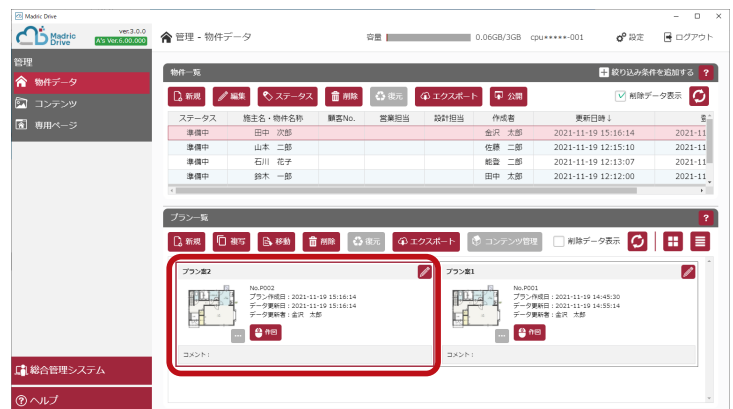 Madric Drive
Madric Drive
ver.3.0.0
A's Ver.6.00.000
管理 - 物件データ
容量
0.06GB/3GB
cpu*****-001
設定
ログアウト
管理
物件データ
コンテンツ
専用ページ
総合管理システム
ヘルプ
物件一覧
絞り込み条件を追加する
?
新規
編集
ステータス
削除
復元
エクスポート
公開
削除データ表示
ステータス 施主名・物件名称 顧客No. 営業担当 設計担当 作成者 更新日時↓
準備中 田中 次郎 金沢 太郎 2021-11-19 15:16:14 2021-11
準備中 山本 二郎 佐藤 二郎 2021-11-19 12:15:10 2021-11
準備中 石川 花子 能登 二郎 2021-11-19 12:13:07 2021-11
準備中 鈴木 一郎 田中 太郎 2021-11-19 12:12:00 2021-11
プラン一覧
?
新規
複写
移動
削除
復元
エクスポート
コンテンツ管理
削除データ表示
プラン案2
No.P002
プラン作成日：2021-11-19 15:16:14
データ更新日：2021-11-19 15:16:14
データ更新者：金沢 太郎
作図
コメント：
プラン案1
No.P001
プラン作成日：2021-11-19 14:45:30
データ更新日：2021-11-19 14:55:14
データ更新者：金沢 太郎
作図
コメント：